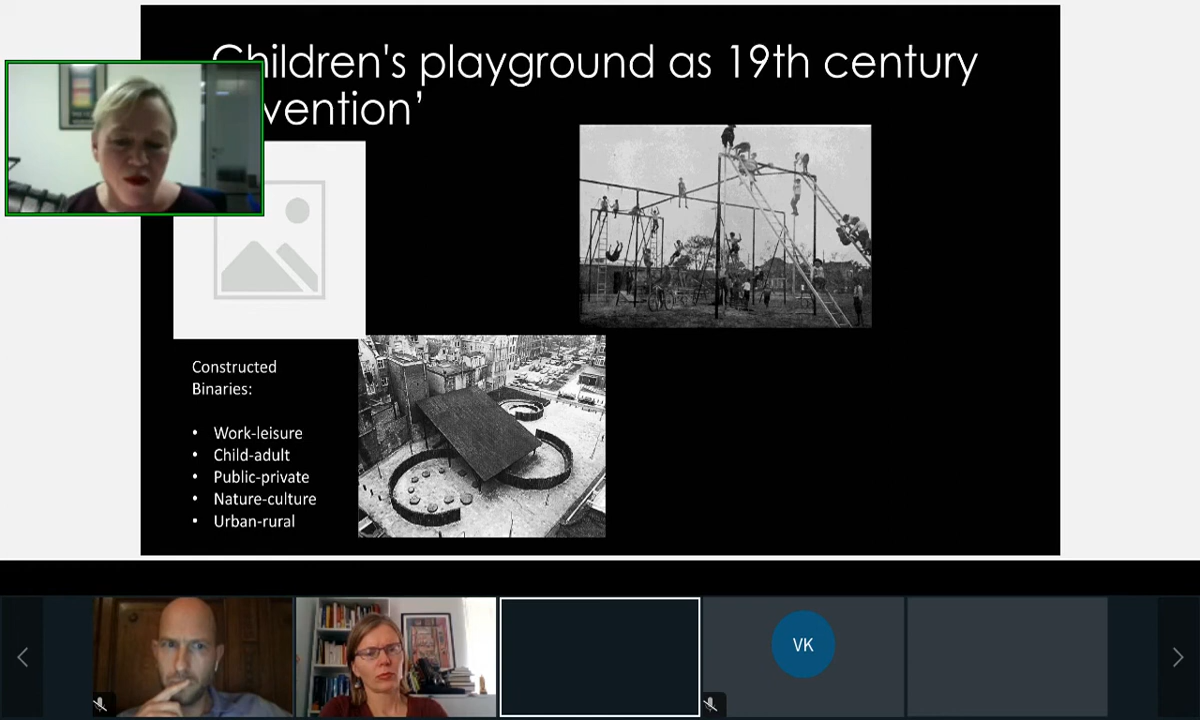 Children's playground as 19th century
vention’
Constructed
Binaries:
• Work-leisure
• Child-adult
• Public-private
• Nature-culture
• Urban-rural
VK